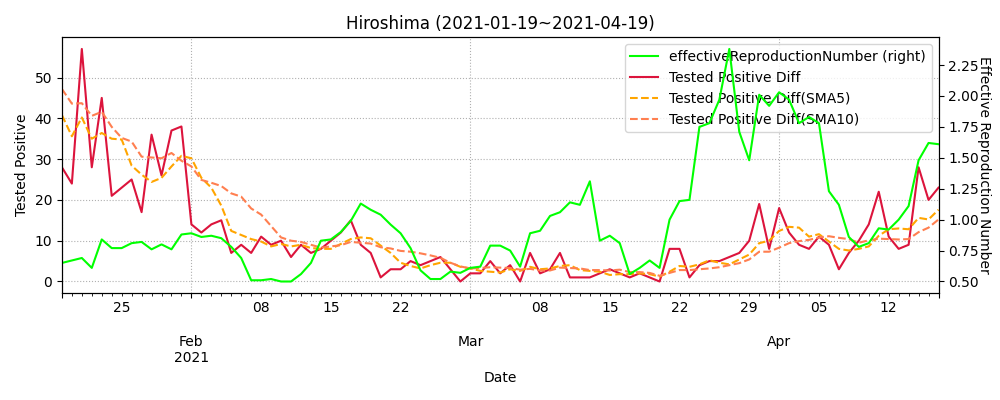 Hiroshima (2021-01-19~2021-04-19)
effectiveReproductionNumber (right)
Tested Positive Diff
Tested Positive Diff(SMA5)
Tested Positive Diff(SMA10)
Tested Positive
50
40
30
20
10
0
2.25
2.00
1.75
1.50
1.25
1.00
0.75
0.50
Effective Reproduction Number
25 08 15 22 08 15 22 29 05 12
Feb Mar Apr
2021
Date